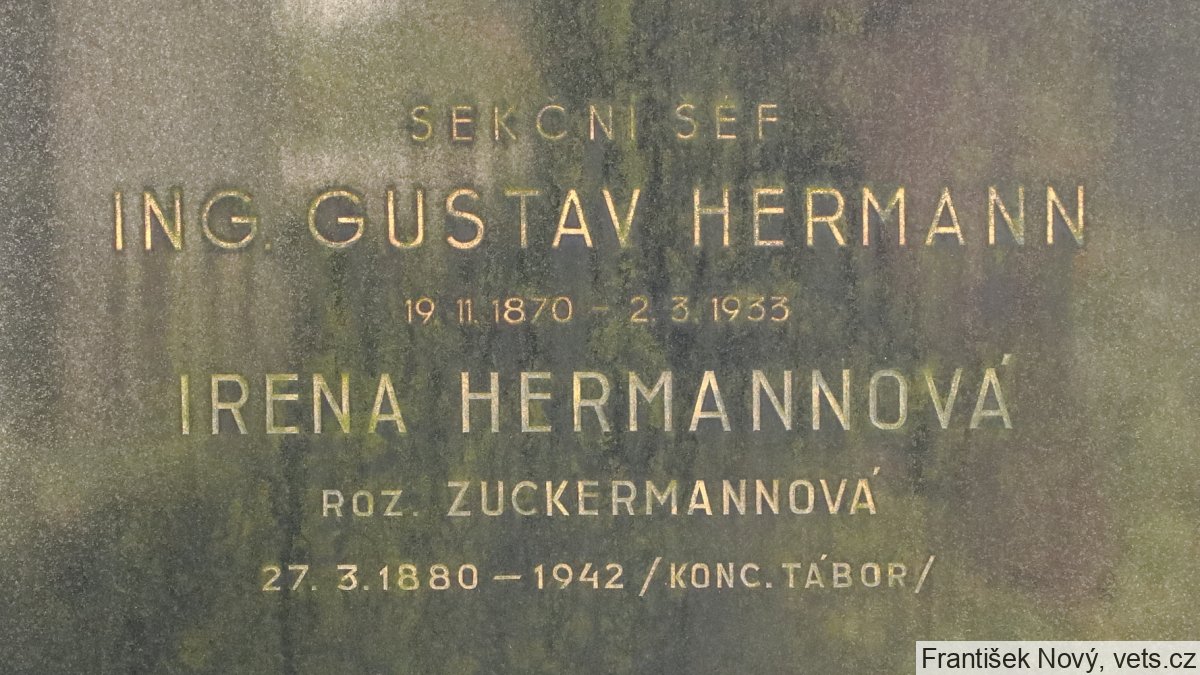 SEKČNÍ ŠÉF
ING. GUSTAV HERMANN
19. 11. 1870 – 2. 3. 1933
IRENA HERMANNOVÁ
ROZ. ZUCKERMANNOVÁ
27. 3. 1880 – 1942 /KONC. TÁBOR/
František Nový, vets.cz